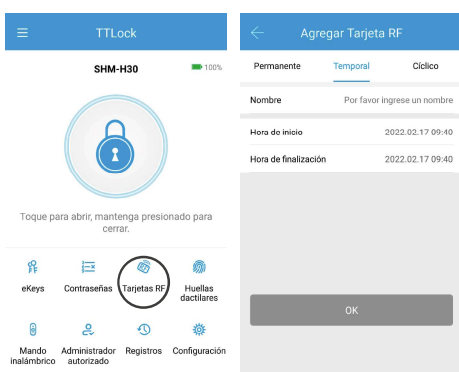 TTLock
SHM-H30
100%
Toque para abrir, mantenga presionado para
cerrar.
eKeys
Contraseñas
Tarjetas RF
Huellas
dactilares
Mando
inalámbrico
Administrador
autorizado
Registros
Configuración
Agregar Tarjeta RF
Permanente
Temporal
Cíclico
Nombre
Por favor ingrese un nombre
Hora de inicio
2022.02.17 09:40
Hora de finalización
2022.02.17 09:40
OK